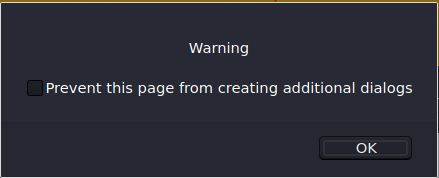 Warning
Prevent this page from creating additional dialogs
OK